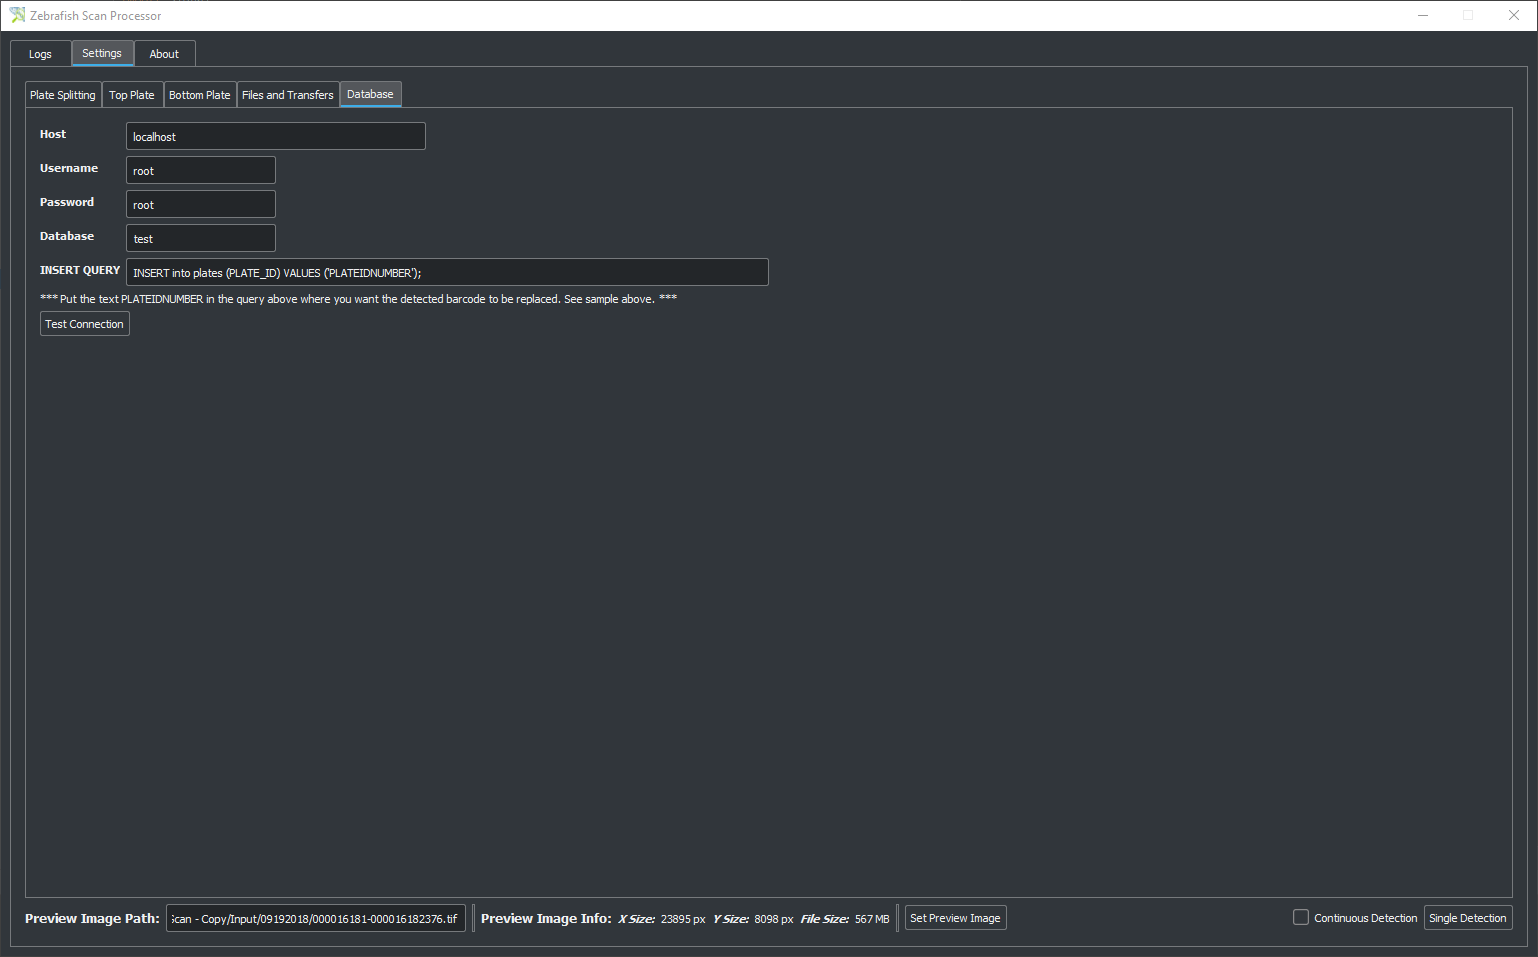 Zebrafish Scan Processor
Logs Settings About
Plate Splitting Top Plate Bottom Plate Files and Transfers Database
Host localhost
Username root
Password root
Database test
INSERT QUERY INSERT into plates (PLATE_ID) VALUES ('PLATEIDNUMBER');
*** Put the text PLATEIDNUMBER in the query above where you want the detected barcode to be replaced. See sample above. ***
Test Connection
Preview Image Path: Scan - Copy/Input/09192018/000016181-000016182376.tif Preview Image Info: X Size: 23895 px Y Size: 8098 px File Size: 567 MB Set Preview Image Continuous Detection Single Detection